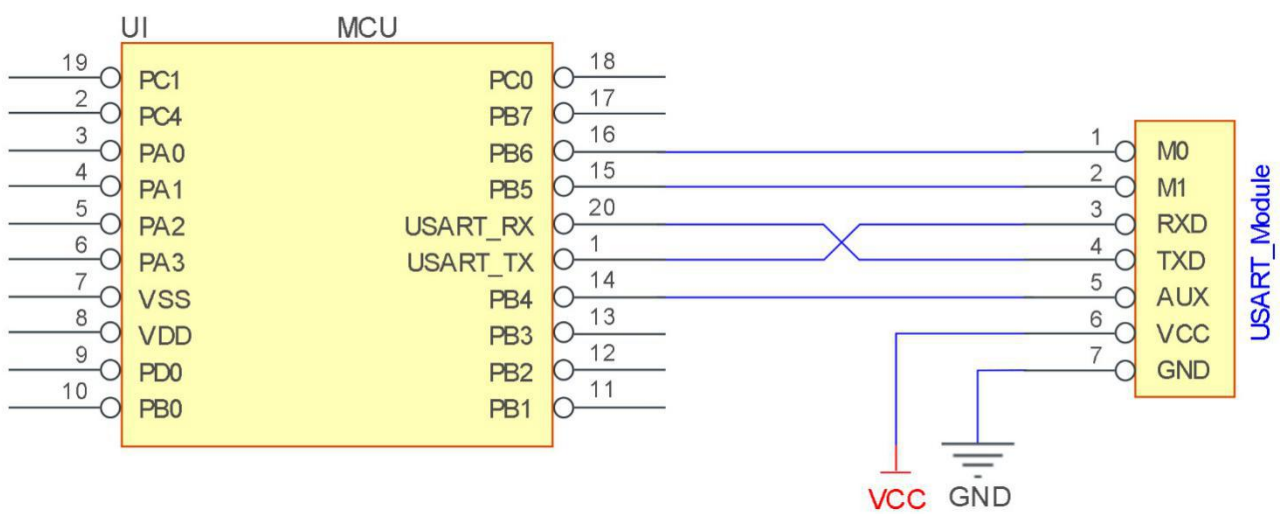 UI MCU
19 PC1 PC0 18
2 PC4 PB7 17
3 PA0 PB6 16
4 PA1 PB5 15
5 PA2 USART_RX 20
6 PA3 USART_TX 1
7 VSS PB4 14
8 VDD PB3 13
9 PD0 PB2 12
10 PB0 PB1 11
1 M0
2 M1
3 RXD
4 TXD
5 AUX
6 VCC
7 GND
USART_Module
VCC GND